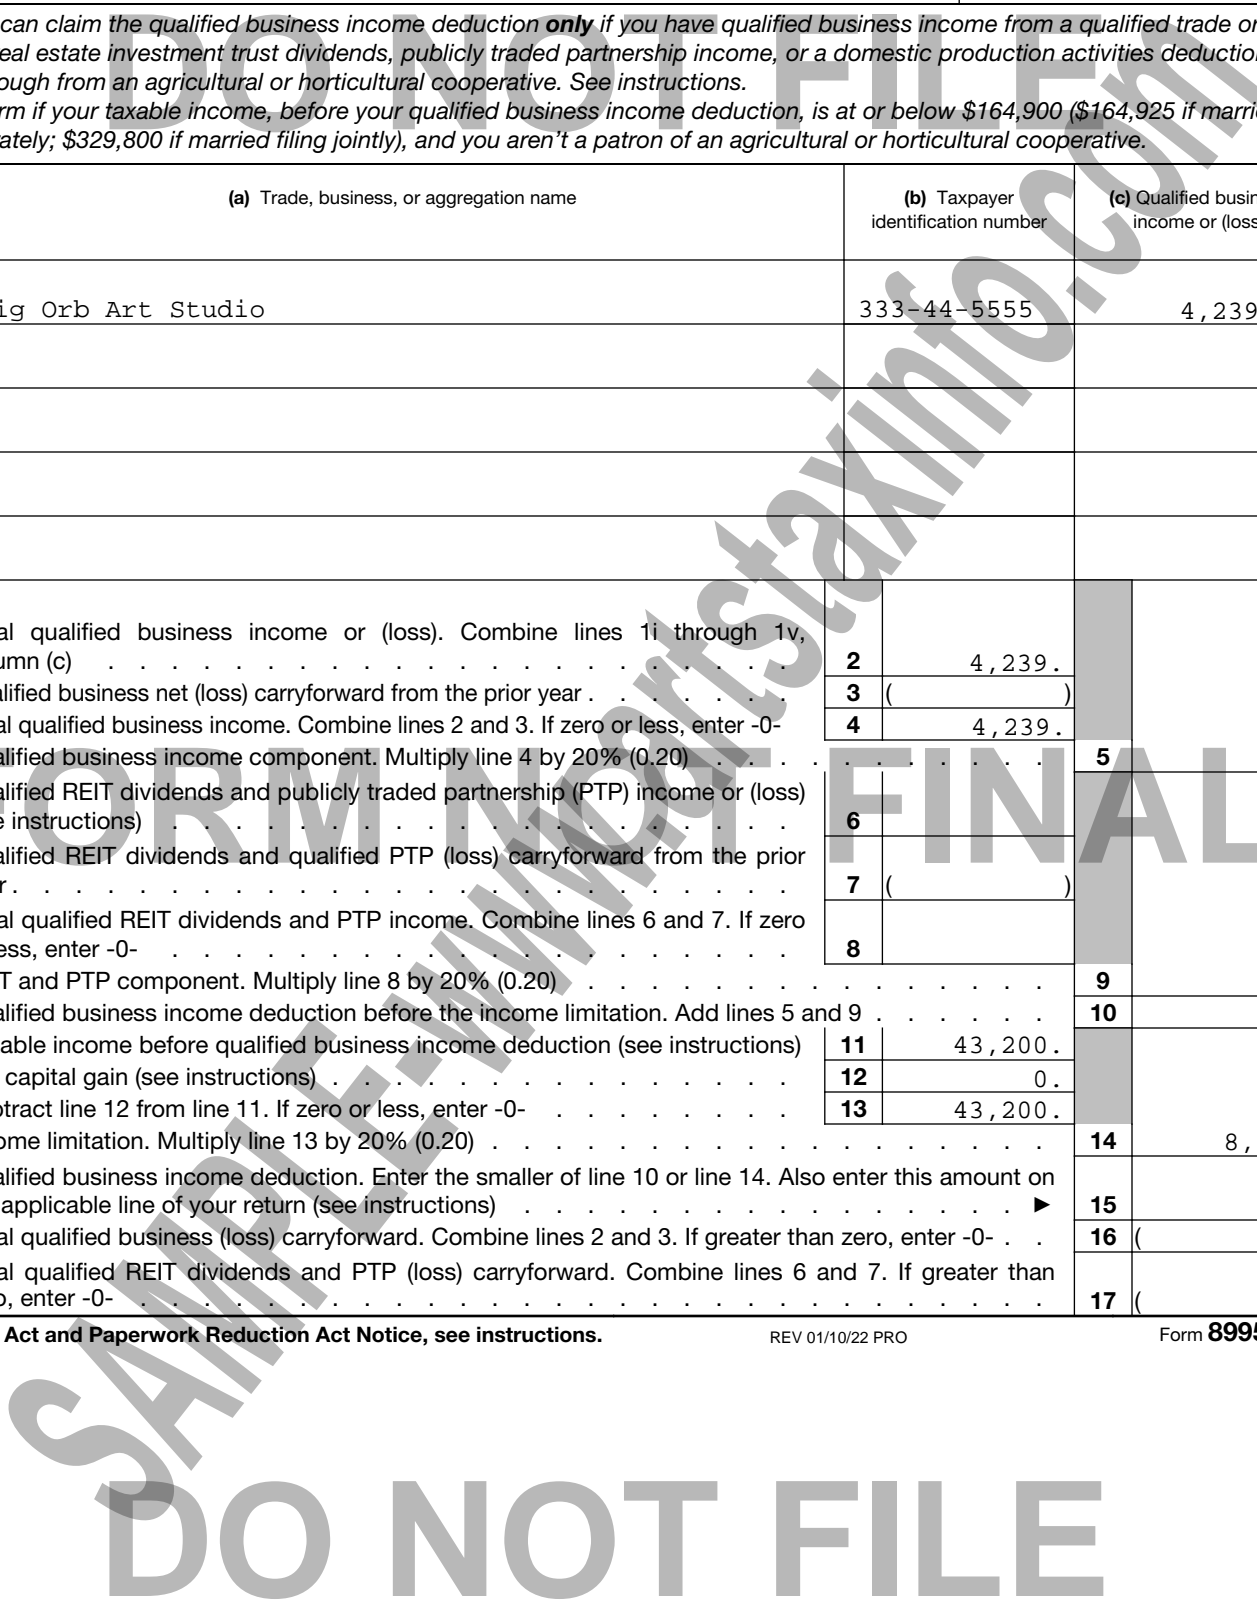 can claim the qualified business income deduction only if you have qualified business income from a qualified trade or
real estate investment trust dividends, publicly traded partnership income, or a domestic production activities deduction
ough from an agricultural or horticultural cooperative. See instructions.
rm if your taxable income, before your qualified business income deduction, is at or below $164,900 ($164,925 if marri
ately; $329,800 if married filing jointly), and you aren't a patron of an agricultural or horticultural cooperative.
(a) Trade, business, or aggregation name
(b) Taxpayer
identification number
(c) Qualified busin
income or (loss
ig Orb Art Studio 333-44-5555 4,239
al qualified business income or (loss). Combine lines 1i through 1v,
umn (c) . . . . . . . . . . . . . . . . . . . . . . 2 4,239.
alified business net (loss) carryforward from the prior year . . . . . . . 3 ( )
al qualified business income. Combine lines 2 and 3. If zero or less, enter -0- 4 4,239.
alified business income component. Multiply line 4 by 20% (0.20) . . . . . . . . . . . 5
alified REIT dividends and publicly traded partnership (PTP) income or (loss)
e instructions) . . . . . . . . . . . . . . . . . . . . 6
alified REIT dividends and qualified PTP (loss) carryforward from the prior
r . . . . . . . . . . . . . . . . . . . . . . . . . 7 ( )
al qualified REIT dividends and PTP income. Combine lines 6 and 7. If zero
ess, enter -0- . . . . . . . . . . . . . . . . . . . . 8
T and PTP component. Multiply line 8 by 20% (0.20) . . . . . . . . . . . . . . . 9
alified business income deduction before the income limitation. Add lines 5 and 9 . . . . . . 10
able income before qualified business income deduction (see instructions) 11 43,200.
capital gain (see instructions) . . . . . . . . . . . . . . . 12 0.
otract line 12 from line 11. If zero or less, enter -0- . . . . . . . . 13 43,200.
ome limitation. Multiply line 13 by 20% (0.20) . . . . . . . . . . . . . . . . . . 14 8,
alified business income deduction. Enter the smaller of line 10 or line 14. Also enter this amount on
applicable line of your return (see instructions) . . . . . . . . . . . . . . . . ► 15
al qualified business (loss) carryforward. Combine lines 2 and 3. If greater than zero, enter -0- . . 16 (
al qualified REIT dividends and PTP (loss) carryforward. Combine lines 6 and 7. If greater than
o, enter -0- . . . . . . . . . . . . . . . . . . . . . . . . . . . . . 17 (
Act and Paperwork Reduction Act Notice, see instructions. REV 01/10/22 PRO Form 8995
DO NOT FILE
ORM NOT FINAL
SAMPLE-www.artstaxinfo.com
DO NOT FILE